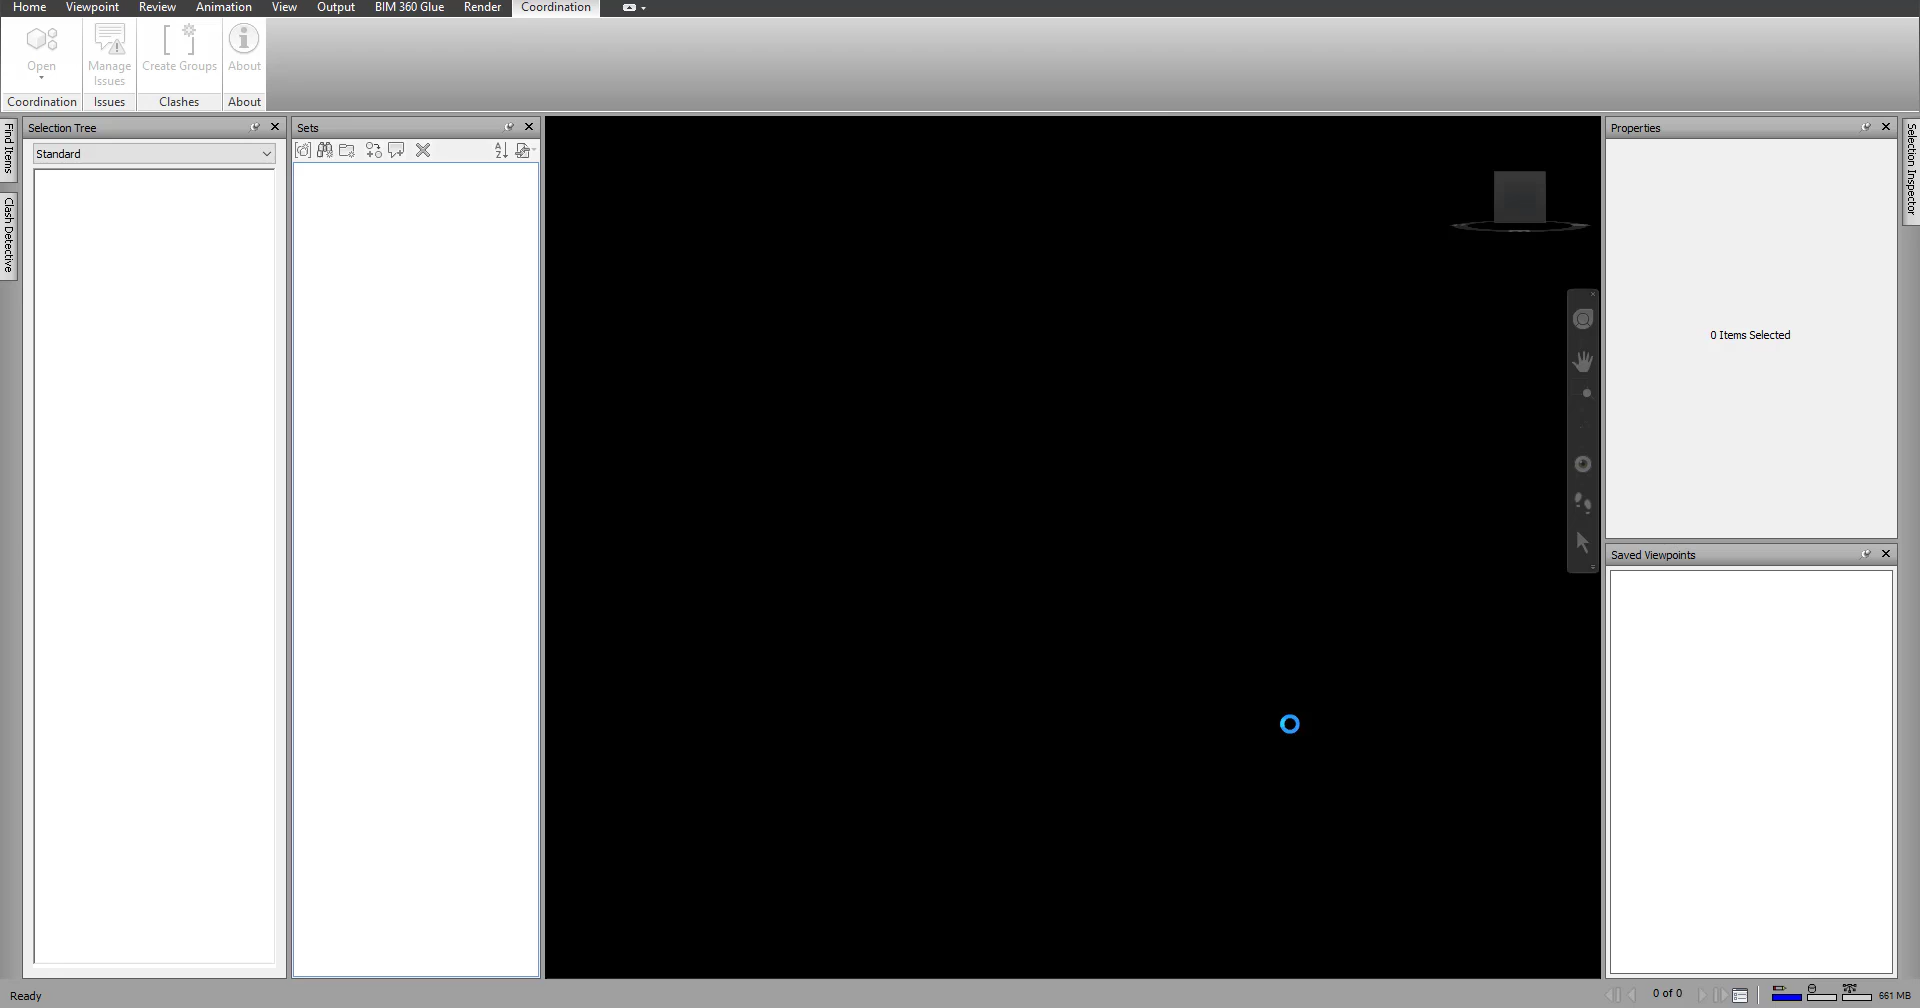 Home Viewpoint Review Animation View Output BIM 360 Glue Render Coordination
Open
Manage Issues
Create Groups
About
Coordination Issues Clashes About
Find Items
Clash Detective
Selection Tree
Standard
Sets
Properties
0 Items Selected
Selection Inspector
Saved Viewpoints
Ready
0 of 0
661 MB